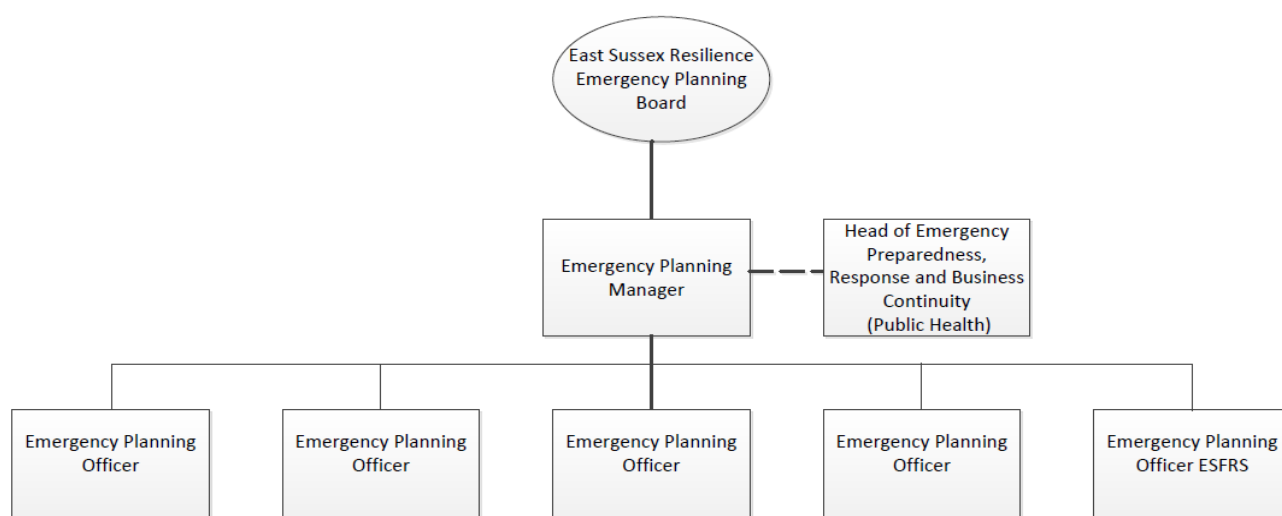 East Sussex Resilience
Emergency Planning
Board
Emergency Planning
Manager
Head of Emergency
Preparedness,
Response and Business
Continuity
(Public Health)
Emergency Planning
Officer
Emergency Planning
Officer
Emergency Planning
Officer
Emergency Planning
Officer
Emergency Planning
Officer ESFRS